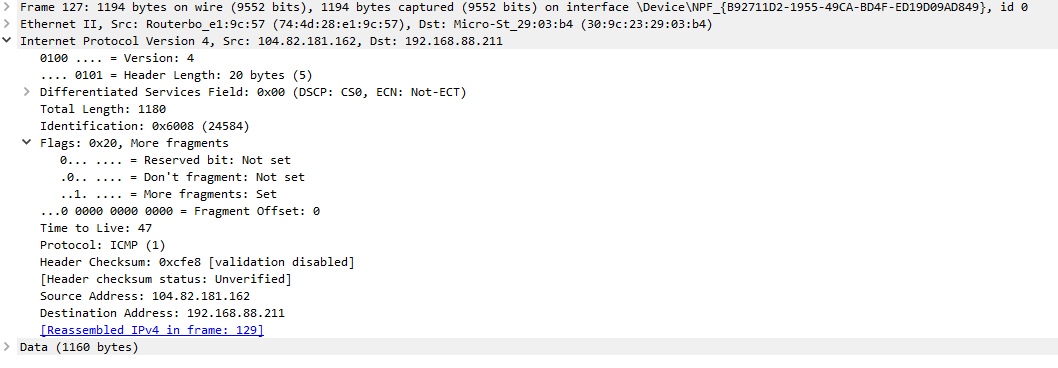 Frame 127: 1194 bytes on wire (9552 bits), 1194 bytes captured (9552 bits) on interface \Device\NPF_{B92711D2-1955-49CA-BD4F-ED19D09AD849}, id 0
Ethernet II, Src: Routerbo_e1:9c:57 (74:4d:28:e1:9c:57), Dst: Micro-St_29:03:b4 (30:9c:23:29:03:b4)
Internet Protocol Version 4, Src: 104.82.181.162, Dst: 192.168.88.211
0100 .... = Version: 4
.... 0101 = Header Length: 20 bytes (5)
Differentiated Services Field: 0x00 (DSCP: CS0, ECN: Not-ECT)
Total Length: 1180
Identification: 0x6008 (24584)
Flags: 0x20, More fragments
0... .... = Reserved bit: Not set
.0.. .... = Don't fragment: Not set
..1. .... = More fragments: Set
...0 0000 0000 0000 = Fragment Offset: 0
Time to Live: 47
Protocol: ICMP (1)
Header Checksum: 0xcfe8 [validation disabled]
[Header checksum status: Unverified]
Source Address: 104.82.181.162
Destination Address: 192.168.88.211
[Reassembled IPv4 in frame: 129]
Data (1160 bytes)